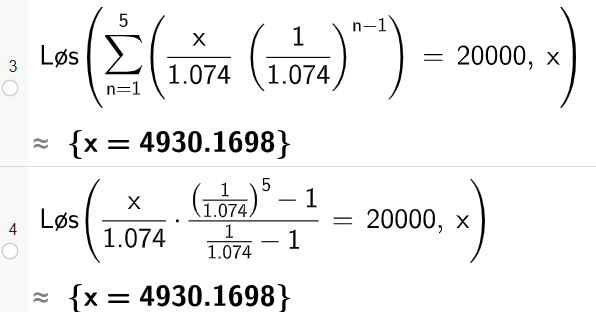 3 Løs(∑_{n=1}^{5} (x/1.074 (1/1.074)^{n−1}) = 20000, x)
≈ {x = 4930.1698}
4 Løs(x/1.074 · ((1/1.074)^5 − 1)/(1/1.074 − 1) = 20000, x)
≈ {x = 4930.1698}